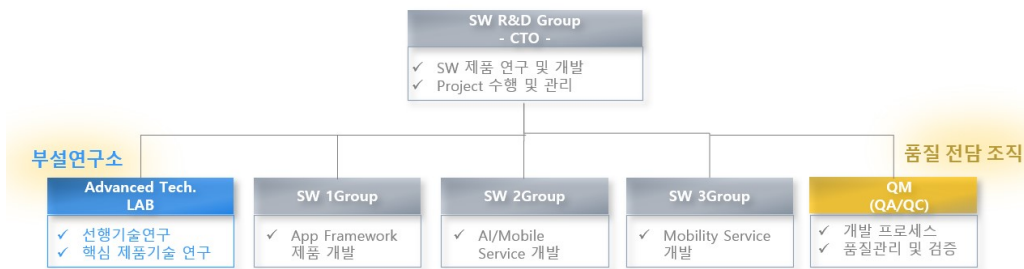 SW R&D Group
- CTO -
✓ SW 제품 연구 및 개발
✓ Project 수행 및 관리
부설연구소
품질 전담 조직
Advanced Tech.
LAB
✓ 선행기술연구
✓ 핵심 제품기술 연구
SW 1Group
✓ App Framework
제품 개발
SW 2Group
✓ AI/Mobile
Service 개발
SW 3Group
✓ Mobility Service
개발
QM
(QA/QC)
✓ 개발 프로세스
✓ 품질관리 및 검증